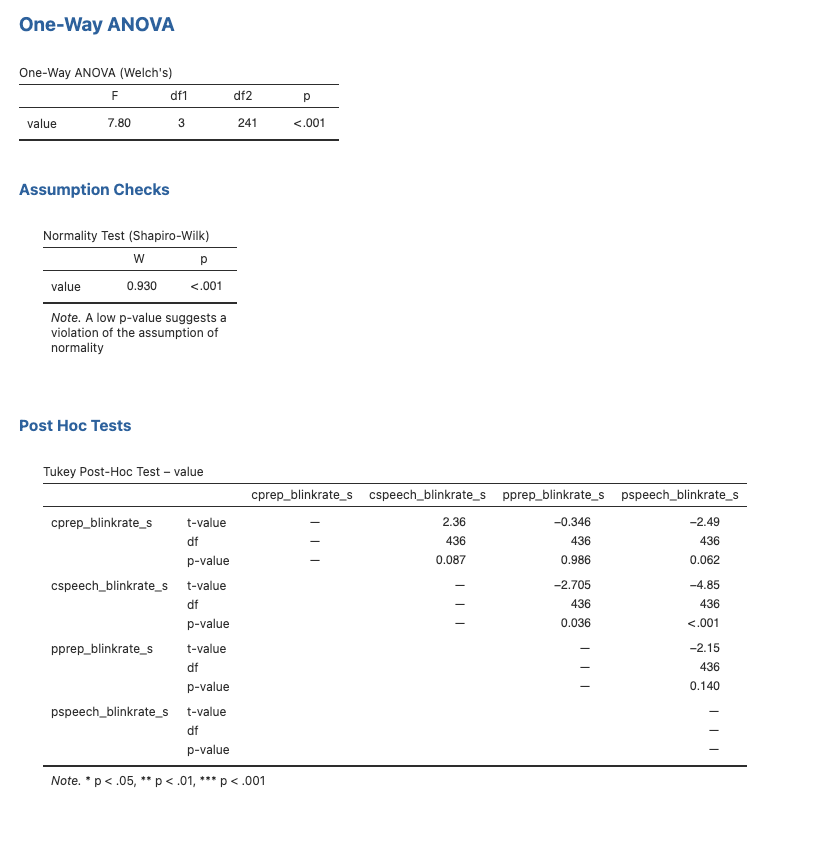 One-Way ANOVA
One-Way ANOVA (Welch's)
F df1 df2 p
value 7.80 3 241 <.001
Assumption Checks
Normality Test (Shapiro-Wilk)
W p
value 0.930 <.001
Note. A low p-value suggests a
violation of the assumption of
normality
Post Hoc Tests
Tukey Post-Hoc Test – value
cprep_blinkrate_s cspeech_blinkrate_s pprep_blinkrate_s pspeech_blinkrate_s
cprep_blinkrate_s t-value — 2.36 −0.346 −2.49
df — 436 436 436
p-value — 0.087 0.986 0.062
cspeech_blinkrate_s t-value — −2.705 −4.85
df — 436 436
p-value — 0.036 <.001
pprep_blinkrate_s t-value — −2.15
df — 436
p-value — 0.140
pspeech_blinkrate_s t-value —
df —
p-value —
Note. * p < .05, ** p < .01, *** p < .001